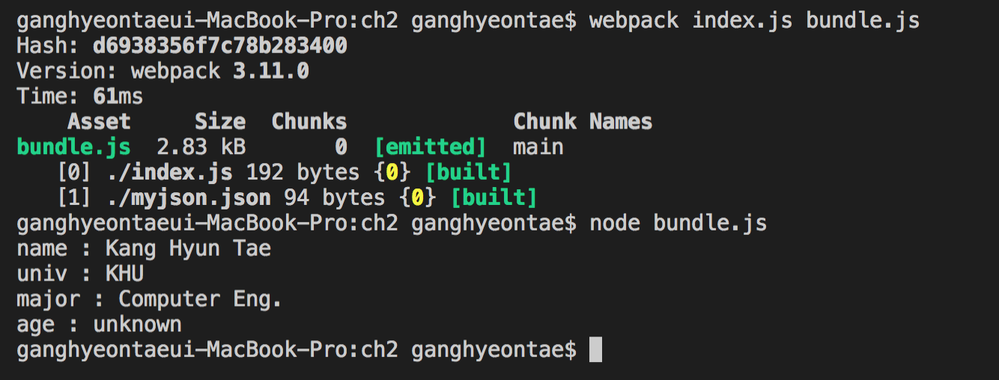 ganghyeontaeui-MacBook-Pro:ch2 ganghyeontae$ webpack index.js bundle.js
Hash: d6938356f7c78b283400
Version: webpack 3.11.0
Time: 61ms
    Asset     Size  Chunks             Chunk Names
bundle.js  2.83 kB       0  [emitted]  main
   [0] ./index.js 192 bytes {0} [built]
   [1] ./myjson.json 94 bytes {0} [built]
ganghyeontaeui-MacBook-Pro:ch2 ganghyeontae$ node bundle.js
name : Kang Hyun Tae
univ : KHU
major : Computer Eng.
age : unknown
ganghyeontaeui-MacBook-Pro:ch2 ganghyeontae$